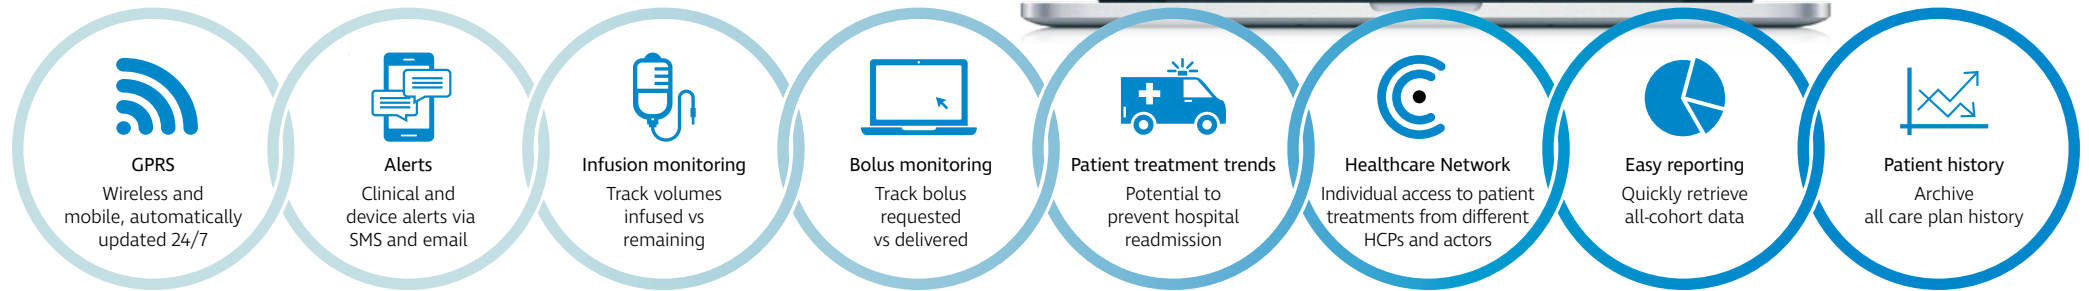 GPRS
Wireless and
mobile, automatically
updated 24/7
Alerts
Clinical and
device alerts via
SMS and email
Infusion monitoring
Track volumes
infused vs
remaining
Bolus monitoring
Track bolus
requested
vs delivered
Patient treatment trends
Potential to
prevent hospital
readmission
Healthcare Network
Individual access to patient
treatments from different
HCPs and actors
Easy reporting
Quickly retrieve
all-cohort data
Patient history
Archive
all care plan history